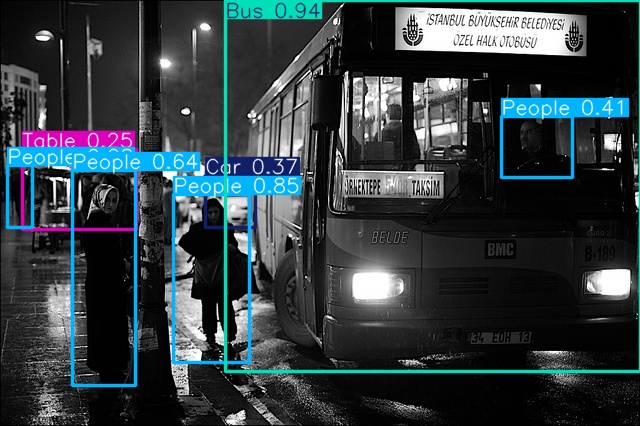 Bus 0.94
İSTANBUL BÜYÜKŞEHİR BELEDİYESİ
ÖZEL HALK OTOBÜSÜ
People 0.41
Table 0.25
People
People 0.64
Car 0.37
People 0.85
TAKSİM
BELDE
BMC
B-189
34 EDH 13